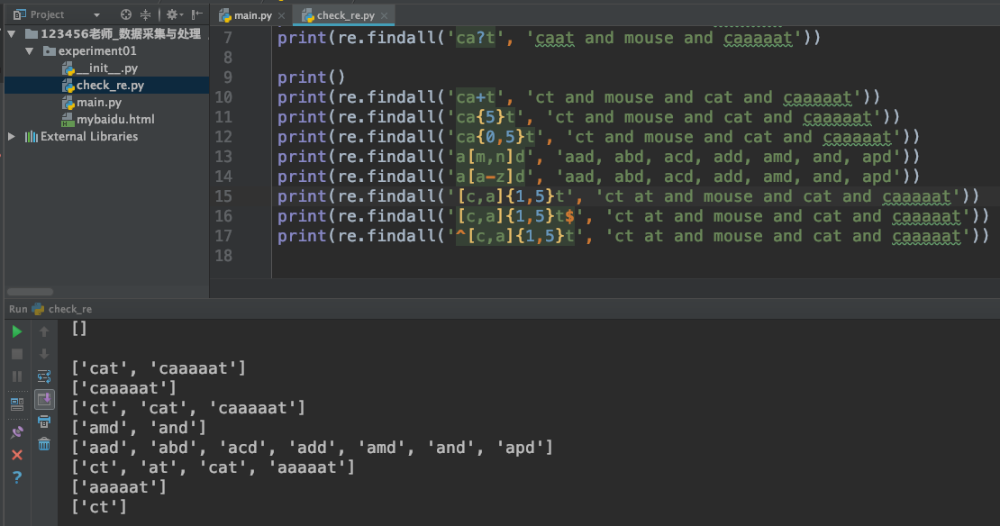 Project
123456老师_数据采集与处理
experiment01
__init__.py
check_re.py
main.py
mybaidu.html
External Libraries
main.py
check_re.py
7 print(re.findall('ca?t', 'caat and mouse and caaaaat'))
8
9 print()
10 print(re.findall('ca+t', 'ct and mouse and cat and caaaaat'))
11 print(re.findall('ca{5}t', 'ct and mouse and cat and caaaaat'))
12 print(re.findall('ca{0,5}t', 'ct and mouse and cat and caaaaat'))
13 print(re.findall('a[m,n]d', 'aad, abd, acd, add, amd, and, apd'))
14 print(re.findall('a[a-z]d', 'aad, abd, acd, add, amd, and, apd'))
15 print(re.findall('[c,a]{1,5}t', 'ct at and mouse and cat and caaaaat'))
16 print(re.findall('[c,a]{1,5}t$', 'ct at and mouse and cat and caaaaat'))
17 print(re.findall('^[c,a]{1,5}t', 'ct at and mouse and cat and caaaaat'))
18
Run check_re
[]
['cat', 'caaaaat']
['caaaaat']
['ct', 'cat', 'caaaaat']
['amd', 'and']
['aad', 'abd', 'acd', 'add', 'amd', 'and', 'apd']
['ct', 'at', 'cat', 'aaaaat']
['aaaaat']
['ct']